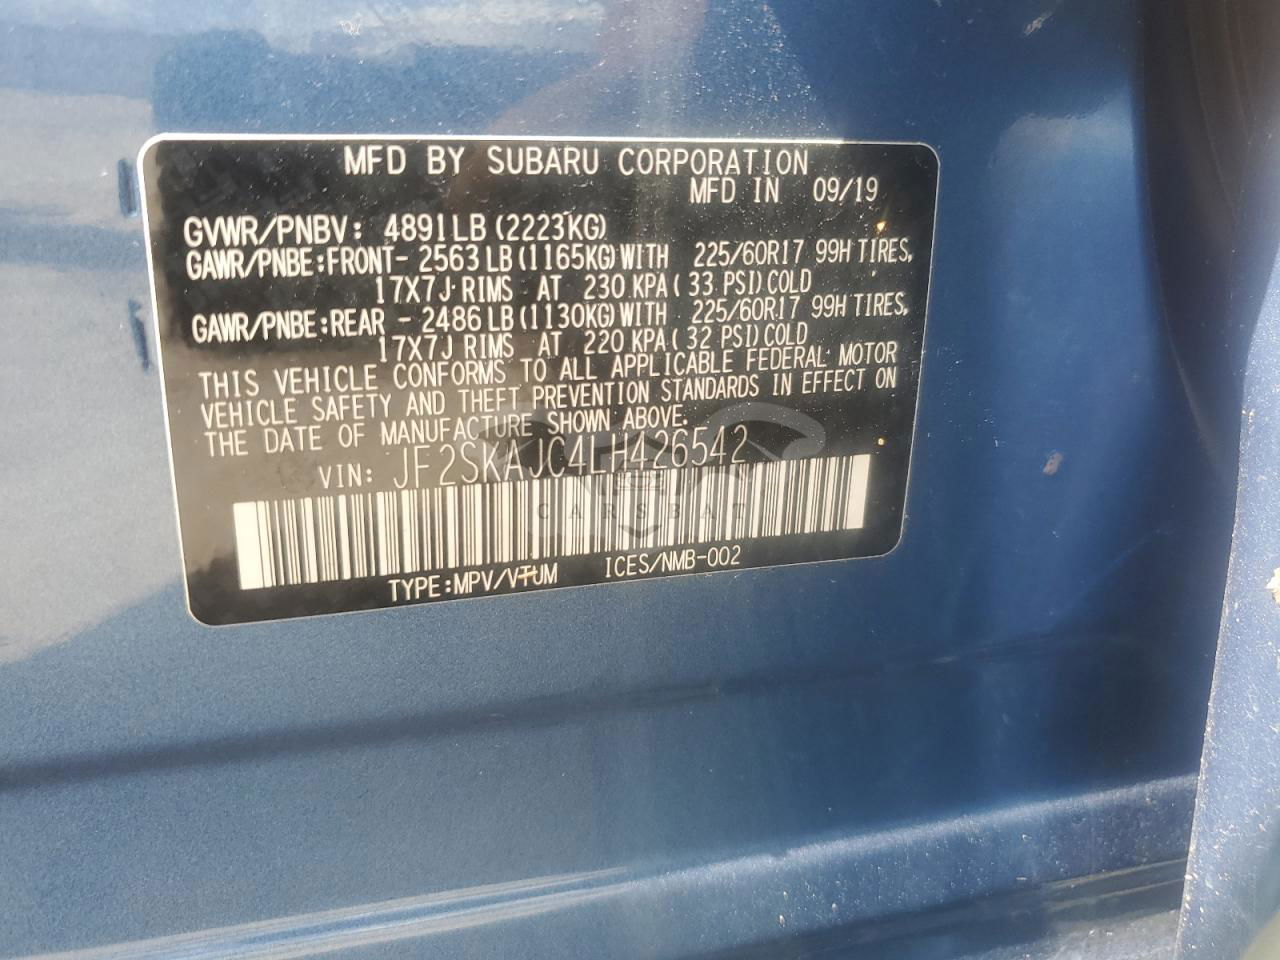 MFD BY SUBARU CORPORATION
MFD IN 09/19
GVWR/PNBV: 4891LB (2223KG)
GAWR/PNBE:FRONT- 2563LB(1165KG)WITH 225/60R17 99H TIRES,
17X7J RIMS AT 230 KPA( 33 PSI)COLD
GAWR/PNBE:REAR - 2486LB(1130KG)WITH 225/60R17 99H TIRES,
17X7J RIMS AT 220 KPA( 32 PSI)COLD
THIS VEHICLE CONFORMS TO ALL APPLICABLE FEDERAL MOTOR
VEHICLE SAFETY AND THEFT PREVENTION STANDARDS IN EFFECT ON
THE DATE OF MANUFACTURE SHOWN ABOVE.
VIN: JF2SKAJC4LH426542
CARSBAT
TYPE:MPV/VTUM ICES/NMB-002